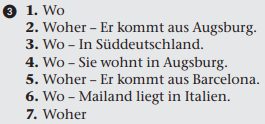 3 1. Wo
2. Woher – Er kommt aus Augsburg.
3. Wo – In Süddeutschland.
4. Wo – Sie wohnt in Augsburg.
5. Woher – Er kommt aus Barcelona.
6. Wo – Mailand liegt in Italien.
7. Woher